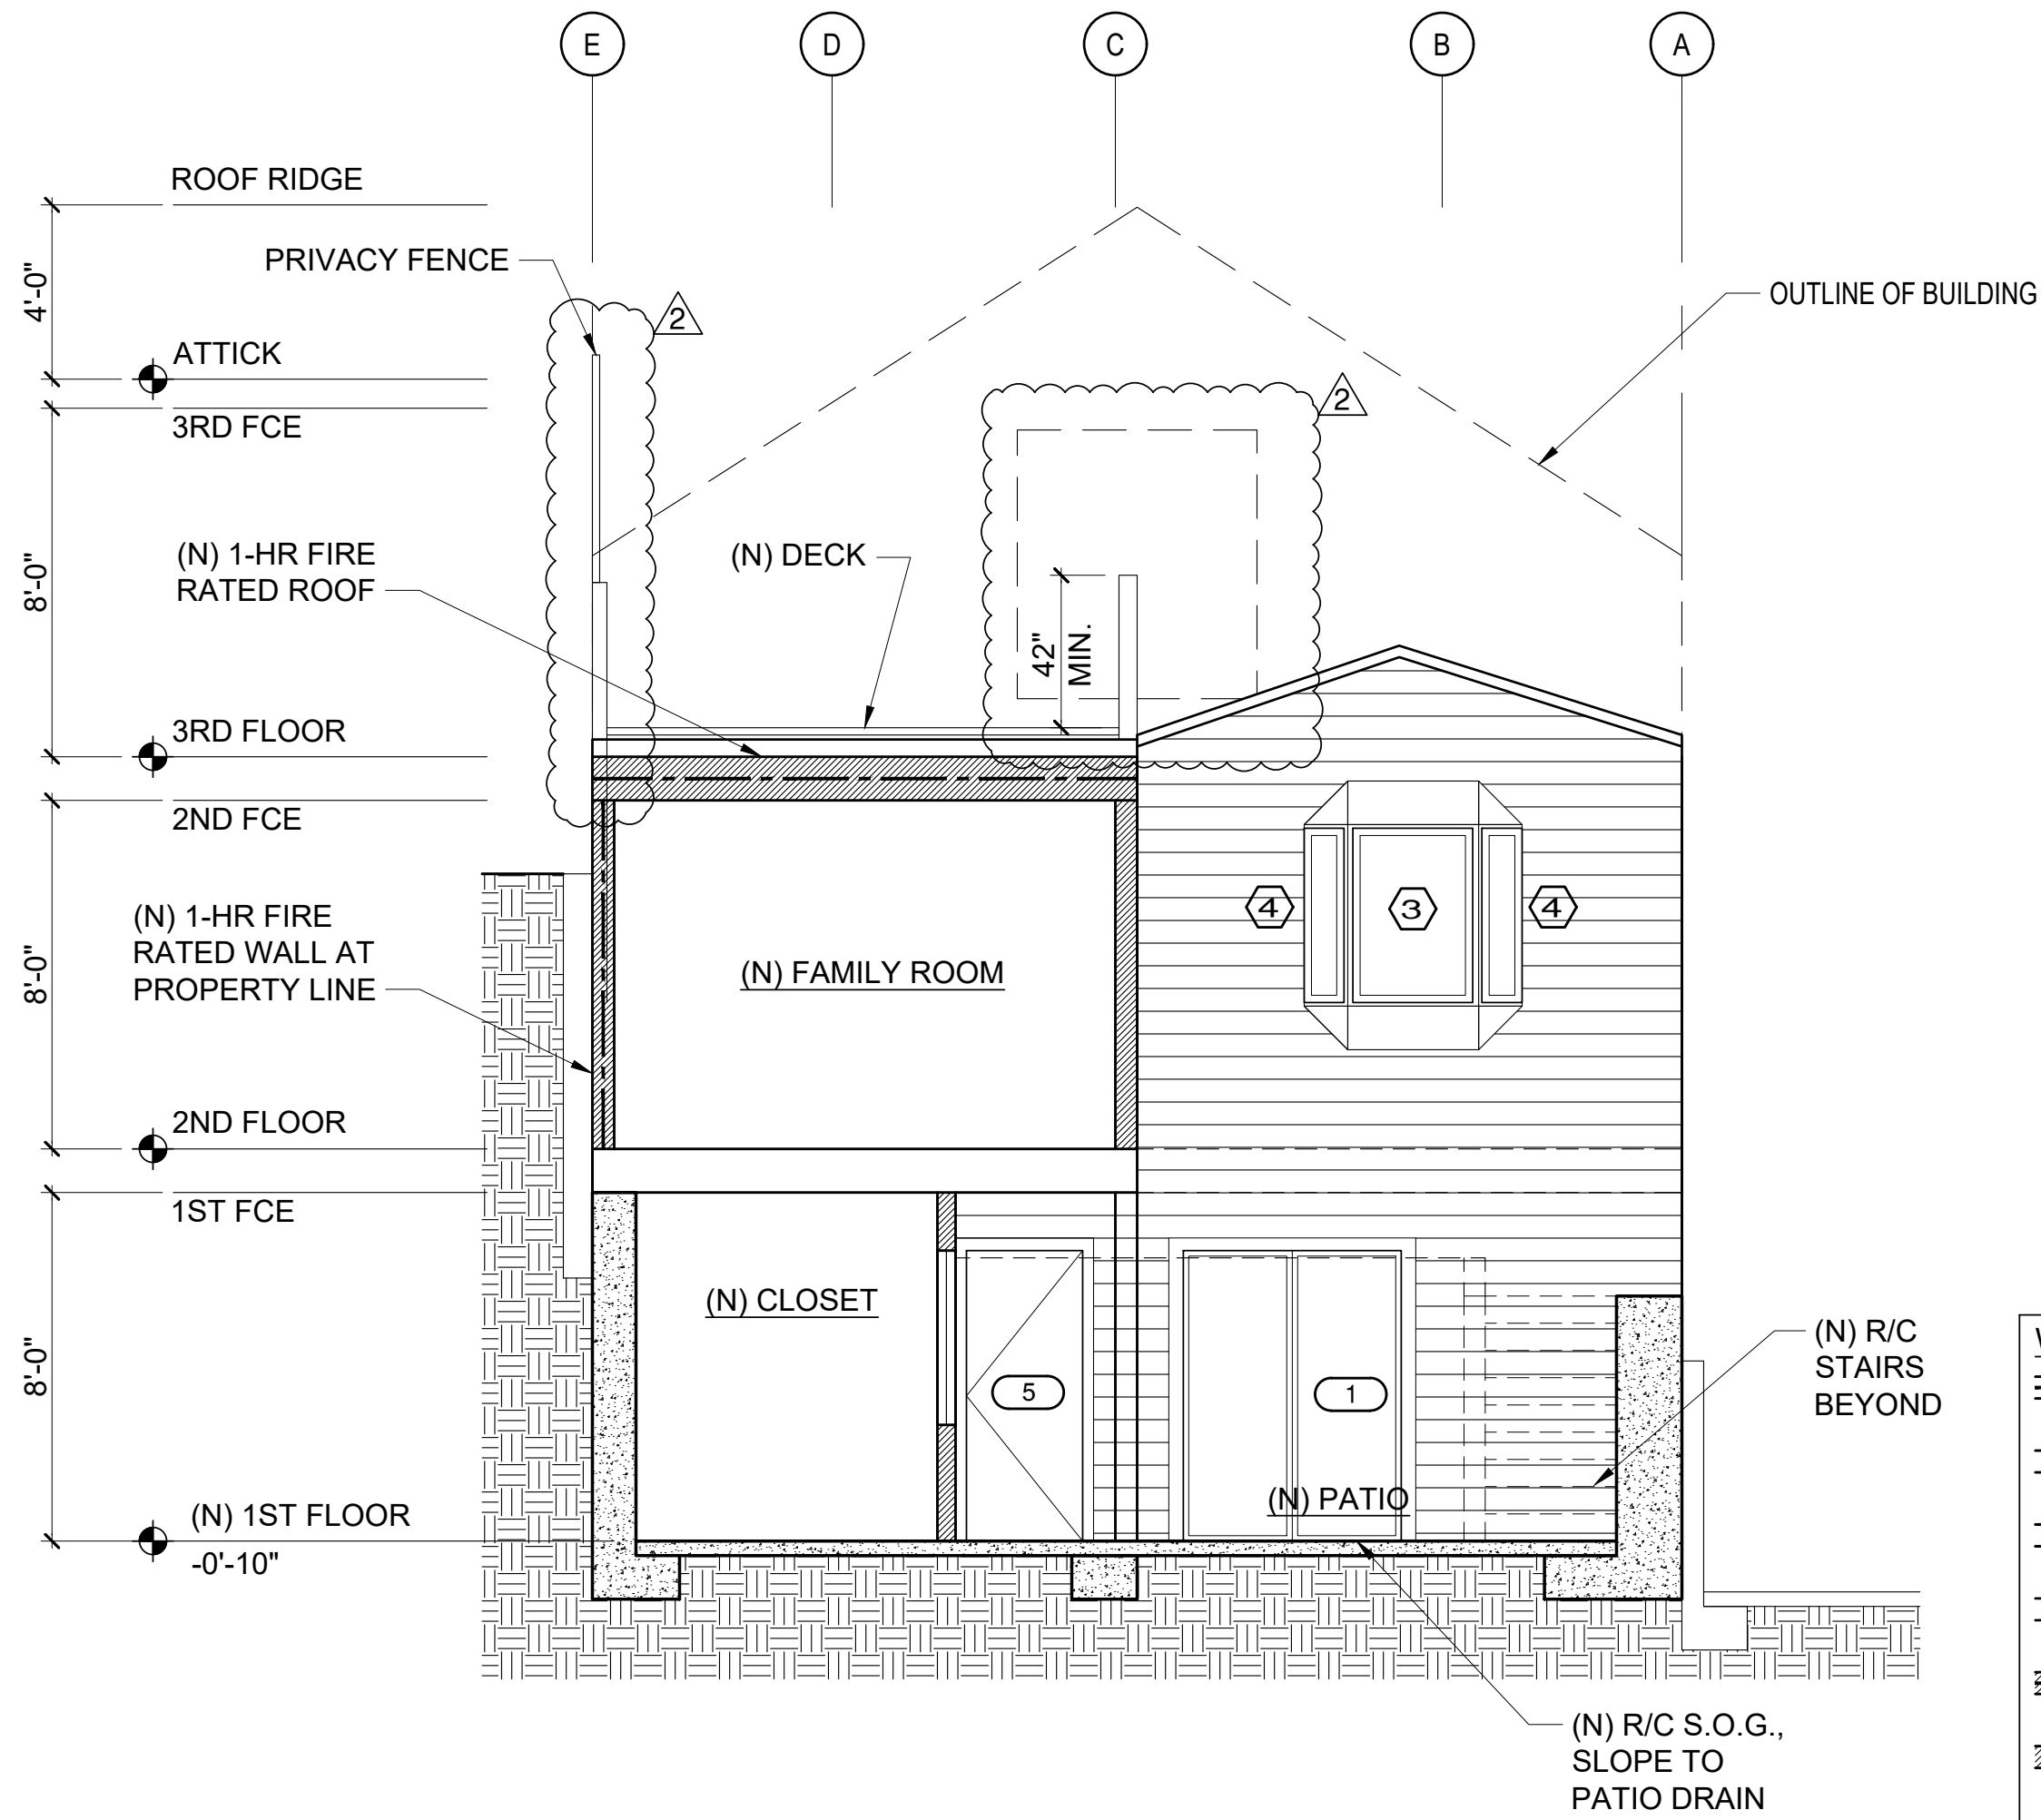 E
D
C
B
A
ROOF RIDGE
PRIVACY FENCE
OUTLINE OF BUILDING
2
4'-0"
ATTICK
3RD FCE
2
(N) 1-HR FIRE
RATED ROOF
(N) DECK
8'-0"
42"
MIN.
3RD FLOOR
2ND FCE
(N) 1-HR FIRE
RATED WALL AT
PROPERTY LINE
4
3
4
8'-0"
(N) FAMILY ROOM
2ND FLOOR
1ST FCE
(N) CLOSET
8'-0"
5
1
(N) R/C
STAIRS
BEYOND
(N) PATIO
(N) 1ST FLOOR
-0'-10"
(N) R/C S.O.G.,
SLOPE TO
PATIO DRAIN